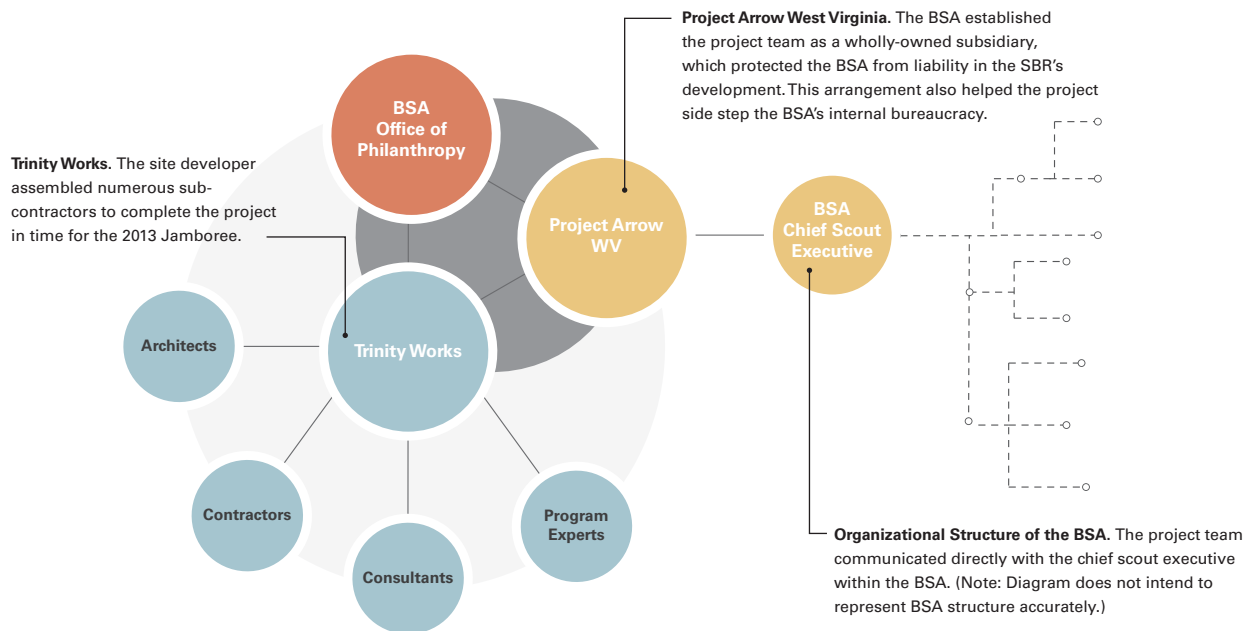 Project Arrow West Virginia. The BSA established
the project team as a wholly-owned subsidiary,
which protected the BSA from liability in the SBR's
development. This arrangement also helped the project
side step the BSA's internal bureaucracy.
BSA
Office of
Philanthropy
Trinity Works. The site developer
assembled numerous sub-
contractors to complete the project
in time for the 2013 Jamboree.
Project Arrow
WV
BSA
Chief Scout
Executive
Trinity Works
Architects
Contractors
Consultants
Program
Experts
Organizational Structure of the BSA. The project team
communicated directly with the chief scout executive
within the BSA. (Note: Diagram does not intend to
represent BSA structure accurately.)